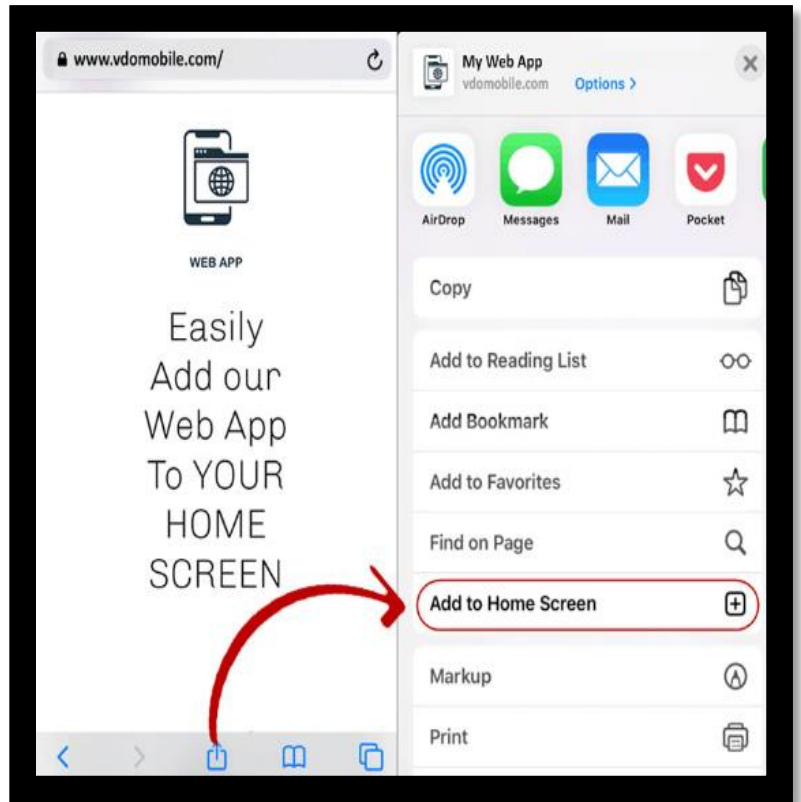 www.vdomobile.com/
WEB APP
Easily
Add our
Web App
To YOUR
HOME
SCREEN
My Web App
vdomobile.com Options >
AirDrop Messages Mail Pocket
Copy
Add to Reading List
Add Bookmark
Add to Favorites
Find on Page
Add to Home Screen
Markup
Print